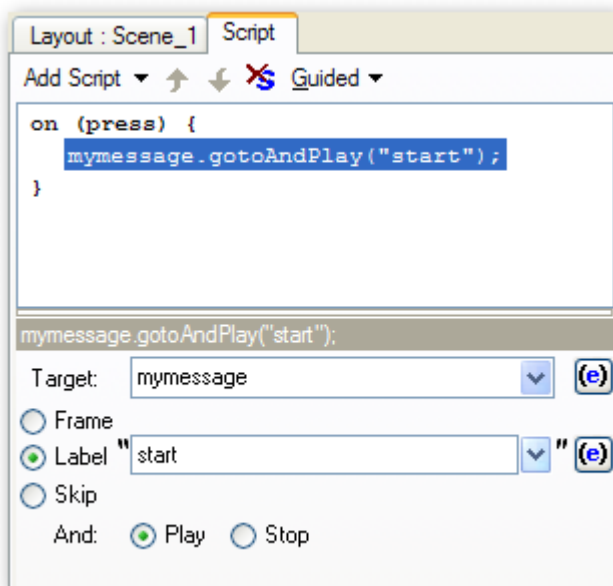 Layout : Scene_1 Script
Add Script Guided
on (press) {
mymessage.gotoAndPlay("start");
}
mymessage.gotoAndPlay("start");
Target: mymessage (e)
Frame
Label "start" (e)
Skip
And: Play Stop